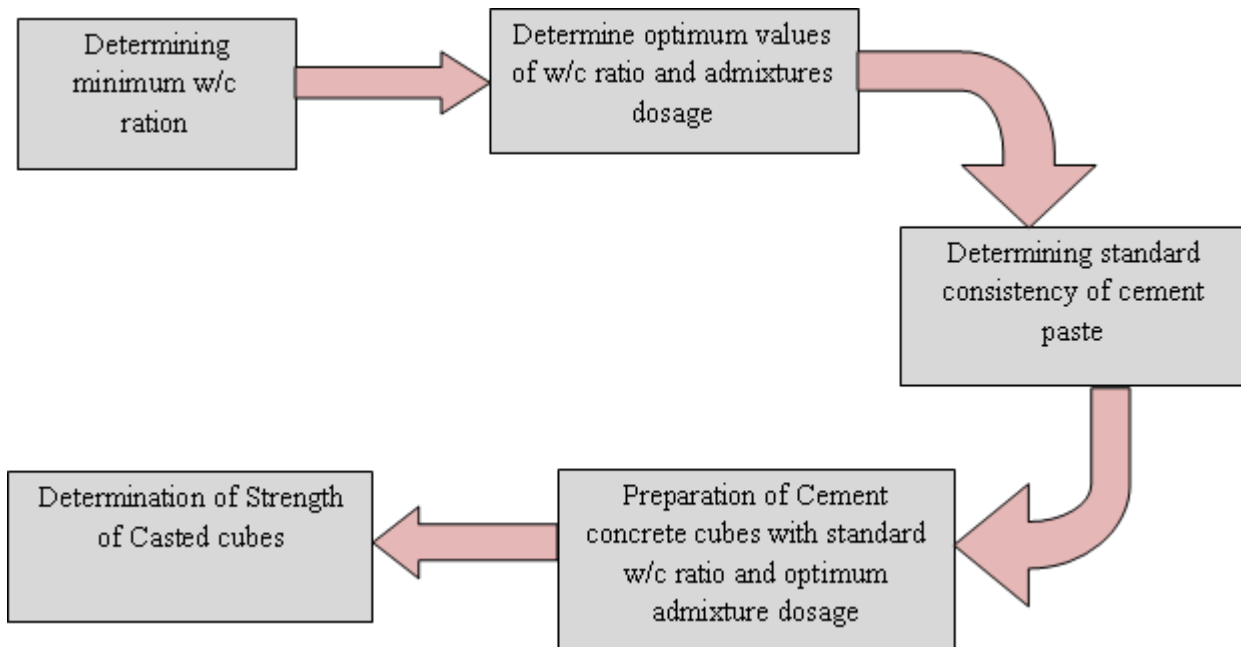 Determining
minimum w/c
ration
Determine optimum values
of w/c ratio and admixtures
dosage
Determining standard
consistency of cement
paste
Preparation of Cement
concrete cubes with standard
w/c ratio and optimum
admixture dosage
Determination of Strength
of Casted cubes